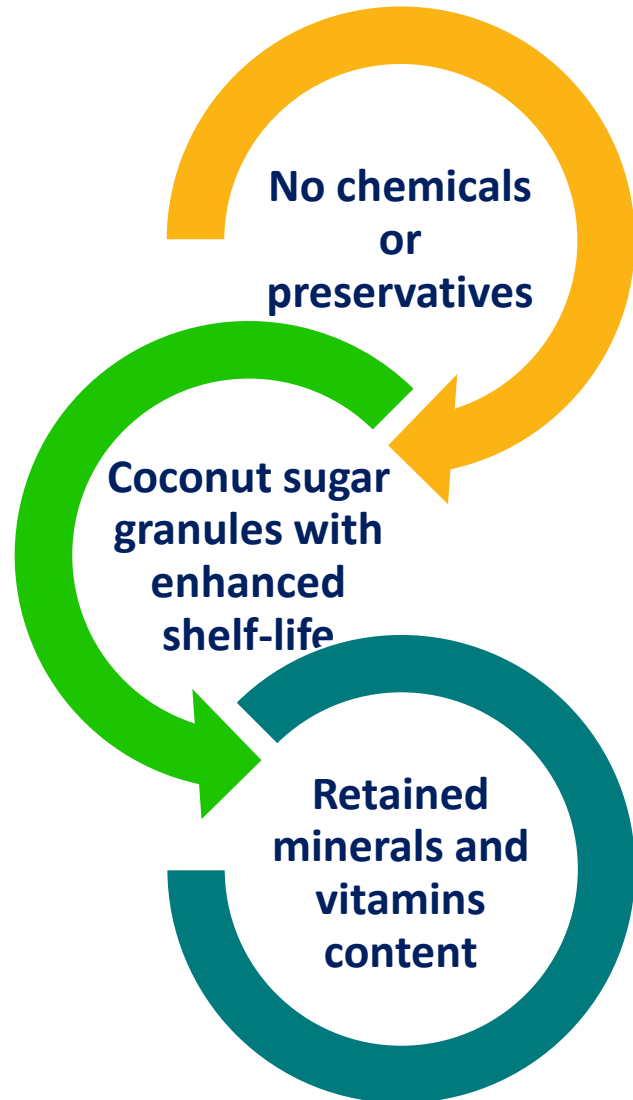 No chemicals
or
preservatives
Coconut sugar
granules with
enhanced
shelf-life
Retained
minerals and
vitamins
content